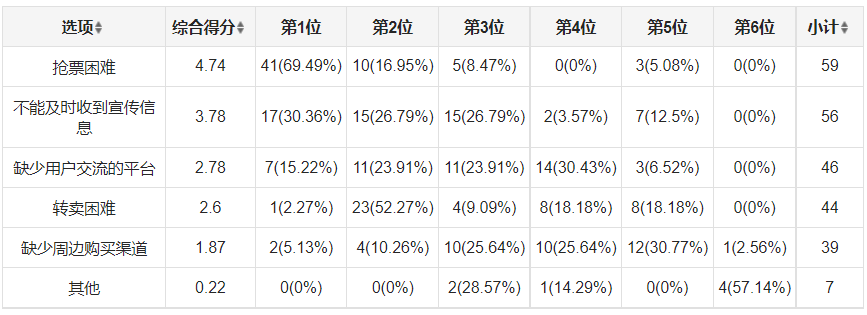 选项 综合得分 第1位 第2位 第3位 第4位 第5位 第6位 小计
抢票困难 4.74 41(69.49%) 10(16.95%) 5(8.47%) 0(0%) 3(5.08%) 0(0%) 59
不能及时收到宣传信
息 3.78 17(30.36%) 15(26.79%) 15(26.79%) 2(3.57%) 7(12.5%) 0(0%) 56
缺少用户交流的平台 2.78 7(15.22%) 11(23.91%) 11(23.91%) 14(30.43%) 3(6.52%) 0(0%) 46
转卖困难 2.6 1(2.27%) 23(52.27%) 4(9.09%) 8(18.18%) 8(18.18%) 0(0%) 44
缺少周边购买渠道 1.87 2(5.13%) 4(10.26%) 10(25.64%) 10(25.64%) 12(30.77%) 1(2.56%) 39
其他 0.22 0(0%) 0(0%) 2(28.57%) 1(14.29%) 0(0%) 4(57.14%) 7